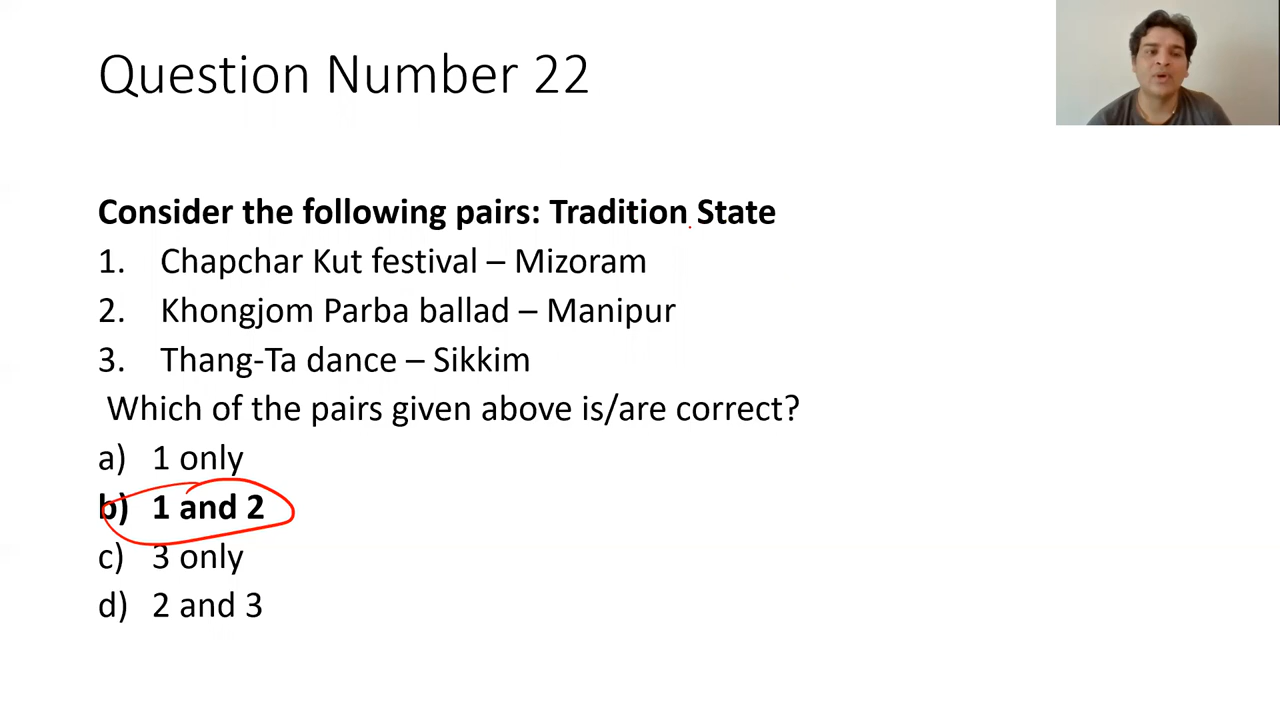 Question Number 22
Consider the following pairs: Tradition State
1. Chapchar Kut festival – Mizoram
2. Khongjom Parba ballad – Manipur
3. Thang-Ta dance – Sikkim
Which of the pairs given above is/are correct?
a) 1 only
b) 1 and 2
c) 3 only
d) 2 and 3